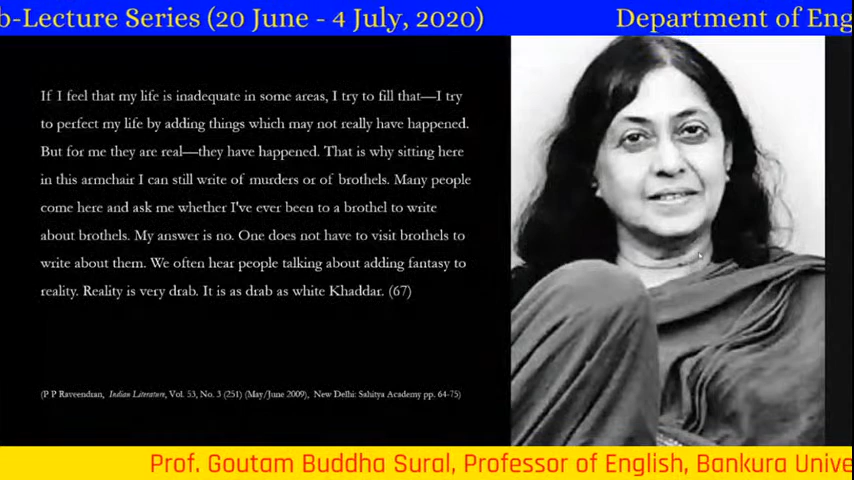 b-Lecture Series (20 June - 4 July, 2020) Department of Eng
If I feel that my life is inadequate in some areas, I try to fill that—I try
to perfect my life by adding things which may not really have happened.
But for me they are real—they have happened. That is why sitting here
in this armchair I can still write of murders or of brothels. Many people
come here and ask me whether I've ever been to a brothel to write
about brothels. My answer is no. One does not have to visit brothels to
write about them. We often hear people talking about adding fantasy to
reality. Reality is very drab. It is as drab as white Khaddar. (67)
(P P Raveendran, Indian Literature, Vol. 53, No. 3 (251) (May/June 2009), New Delhi: Sahitya Academy pp. 64-75)
Prof. Goutam Buddha Sural, Professor of English, Bankura Unive